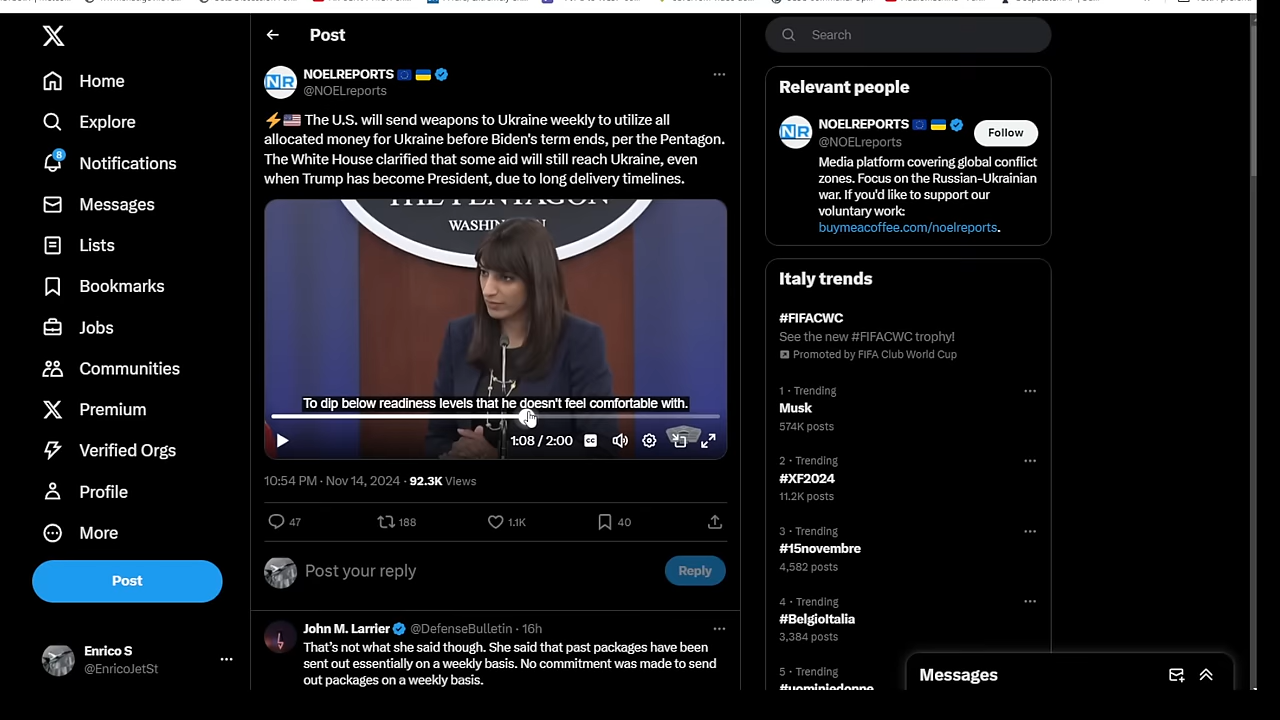 Post
Search
NOELREPORTS
@NOELreports
⚡🇺🇸 The U.S. will send weapons to Ukraine weekly to utilize all
allocated money for Ukraine before Biden's term ends, per the Pentagon.
The White House clarified that some aid will still reach Ukraine, even
when Trump has become President, due to long delivery timelines.
THE PENTAGON
To dip below readiness levels that he doesn't feel comfortable with.
1:08 / 2:00
10:54 PM · Nov 14, 2024 · 92.3K Views
47
188
1.1K
40
Post your reply
Reply
John M. Larrier @DefenseBulletin · 16h
That's not what she said though. She said that past packages have been
sent out essentially on a weekly basis. No commitment was made to send
out packages on a weekly basis.
Home
Explore
8
Notifications
Messages
Lists
Bookmarks
Jobs
Communities
Premium
Verified Orgs
Profile
More
Post
Enrico S
@EnricoJetSt
Relevant people
NOELREPORTS
@NOELreports
Follow
Media platform covering global conflict
zones. Focus on the Russian-Ukrainian
war. If you'd like to support our
voluntary work:
buymeacoffee.com/noelreports.
Italy trends
#FIFACWC
See the new #FIFACWC trophy!
Promoted by FIFA Club World Cup
1 · Trending
Musk
574K posts
2 · Trending
#XF2024
11.2K posts
3 · Trending
#15novembre
4,582 posts
4 · Trending
#BelgioItalia
3,384 posts
5 · Trending
#uominiedonne
Messages